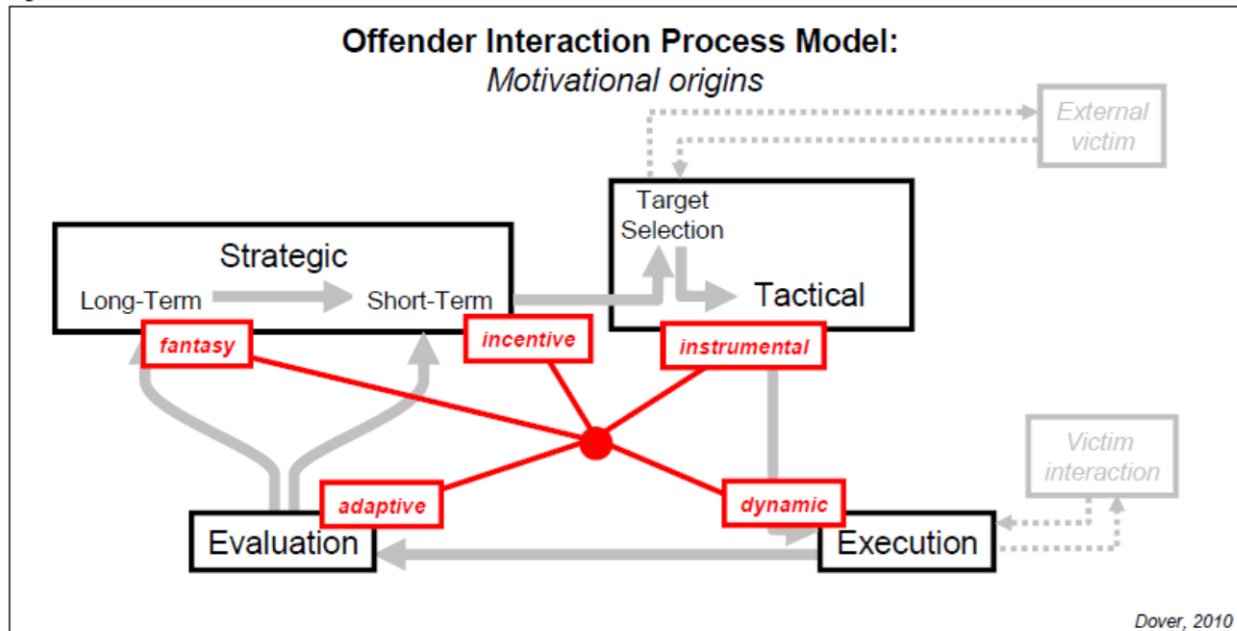 Offender Interaction Process Model:
Motivational origins
External
victim
Target
Selection
Strategic
Long-Term
Short-Term
Tactical
fantasy
incentive
instrumental
Victim
interaction
adaptive
dynamic
Evaluation
Execution
Dover, 2010